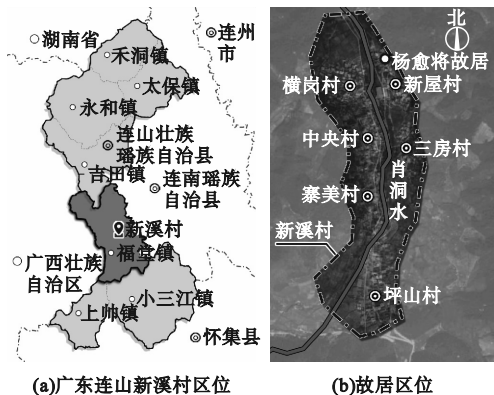 湖南省
连州
市
禾洞镇
太保镇
永和镇
连山壮族
瑶族自治县
吉田镇
连南瑶族
自治县
新溪村
福堂镇
广西壮族
自治区
小三江镇
上帅镇
怀集县
(a)广东连山新溪村区位
北
杨愈将故居
横岗村
新屋村
中央村
三房村
肖洞水
寨美村
新溪村
坪山村
(b)故居区位